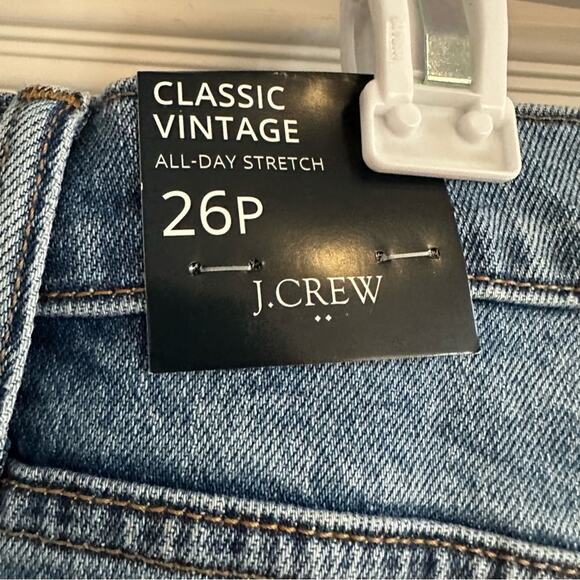 CLASSIC
VINTAGE
ALL-DAY STRETCH
26P
J.CREW